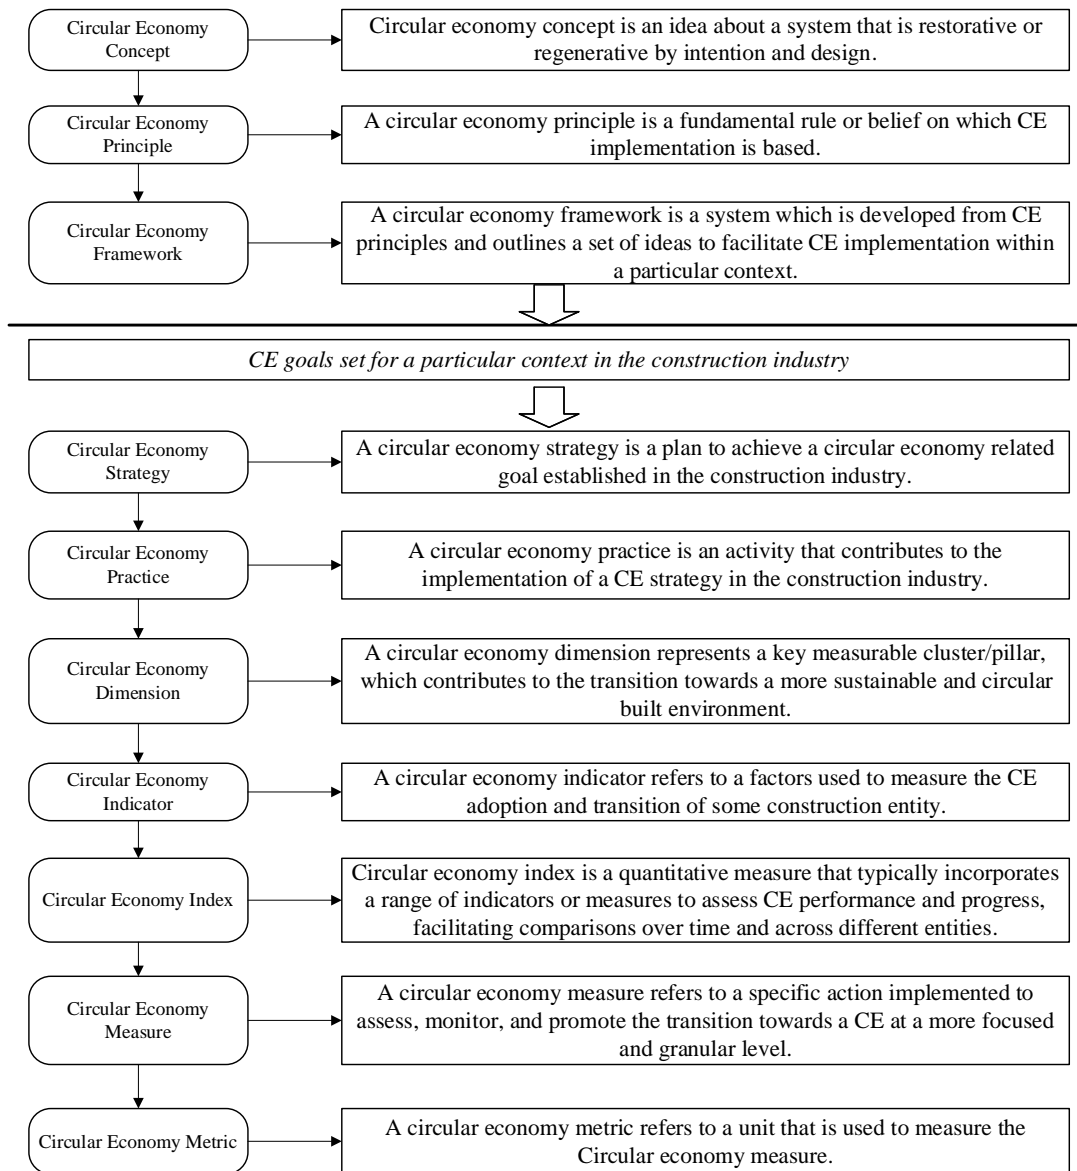 Circular Economy
Concept
Circular economy concept is an idea about a system that is restorative or
regenerative by intention and design.
Circular Economy
Principle
A circular economy principle is a fundamental rule or belief on which CE
implementation is based.
Circular Economy
Framework
A circular economy framework is a system which is developed from CE
principles and outlines a set of ideas to facilitate CE implementation within
a particular context.
CE goals set for a particular context in the construction industry
Circular Economy
Strategy
A circular economy strategy is a plan to achieve a circular economy related
goal established in the construction industry.
Circular Economy
Practice
A circular economy practice is an activity that contributes to the
implementation of a CE strategy in the construction industry.
Circular Economy
Dimension
A circular economy dimension represents a key measurable cluster/pillar,
which contributes to the transition towards a more sustainable and circular
built environment.
Circular Economy
Indicator
A circular economy indicator refers to a factors used to measure the CE
adoption and transition of some construction entity.
Circular Economy Index
Circular economy index is a quantitative measure that typically incorporates
a range of indicators or measures to assess CE performance and progress,
facilitating comparisons over time and across different entities.
Circular Economy
Measure
A circular economy measure refers to a specific action implemented to
assess, monitor, and promote the transition towards a CE at a more focused
and granular level.
Circular Economy Metric
A circular economy metric refers to a unit that is used to measure the
Circular economy measure.